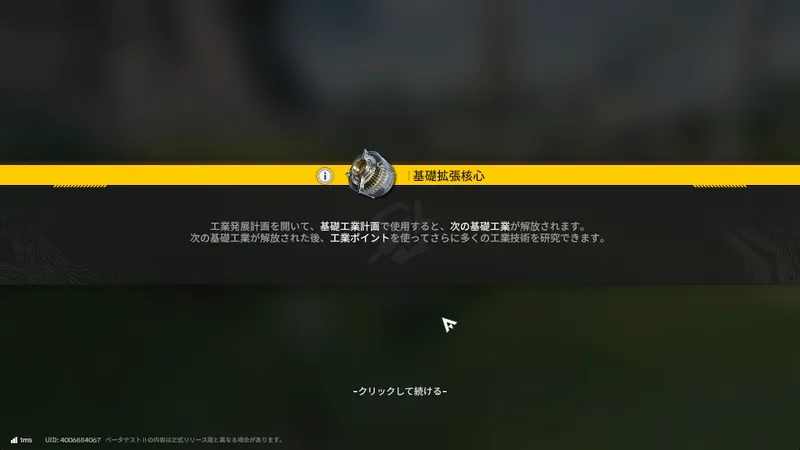 基礎拡張核心
工業発展計画を開いて、基礎工業計画で使用すると、次の基礎工業が解放されます。
次の基礎工業が解放された後、工業ポイントを使ってさらに多くの工業技術を研究できます。
-クリックして続ける-
1ms UID: 4006884067 ベータテストⅡの内容は正式リリース版と異なる場合があります。